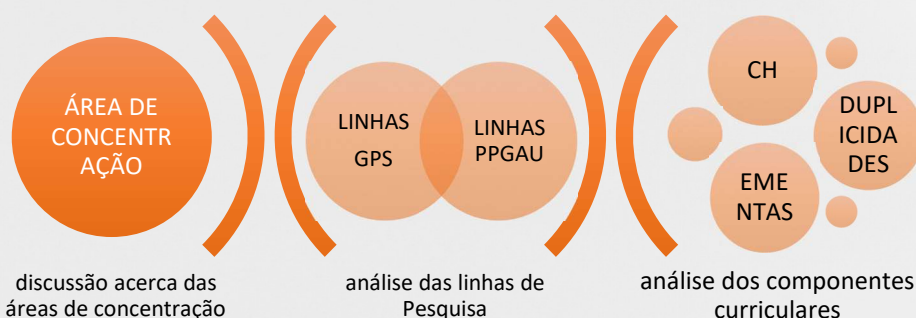 ÁREA DE
CONCENTR
AÇÃO
discussão acerca das
áreas de concentração
LINHAS
GPS
LINHAS
PPGAU
análise das linhas de
Pesquisa
CH
DUPL
ICIDA
DES
EME
NTAS
análise dos componentes
curriculares